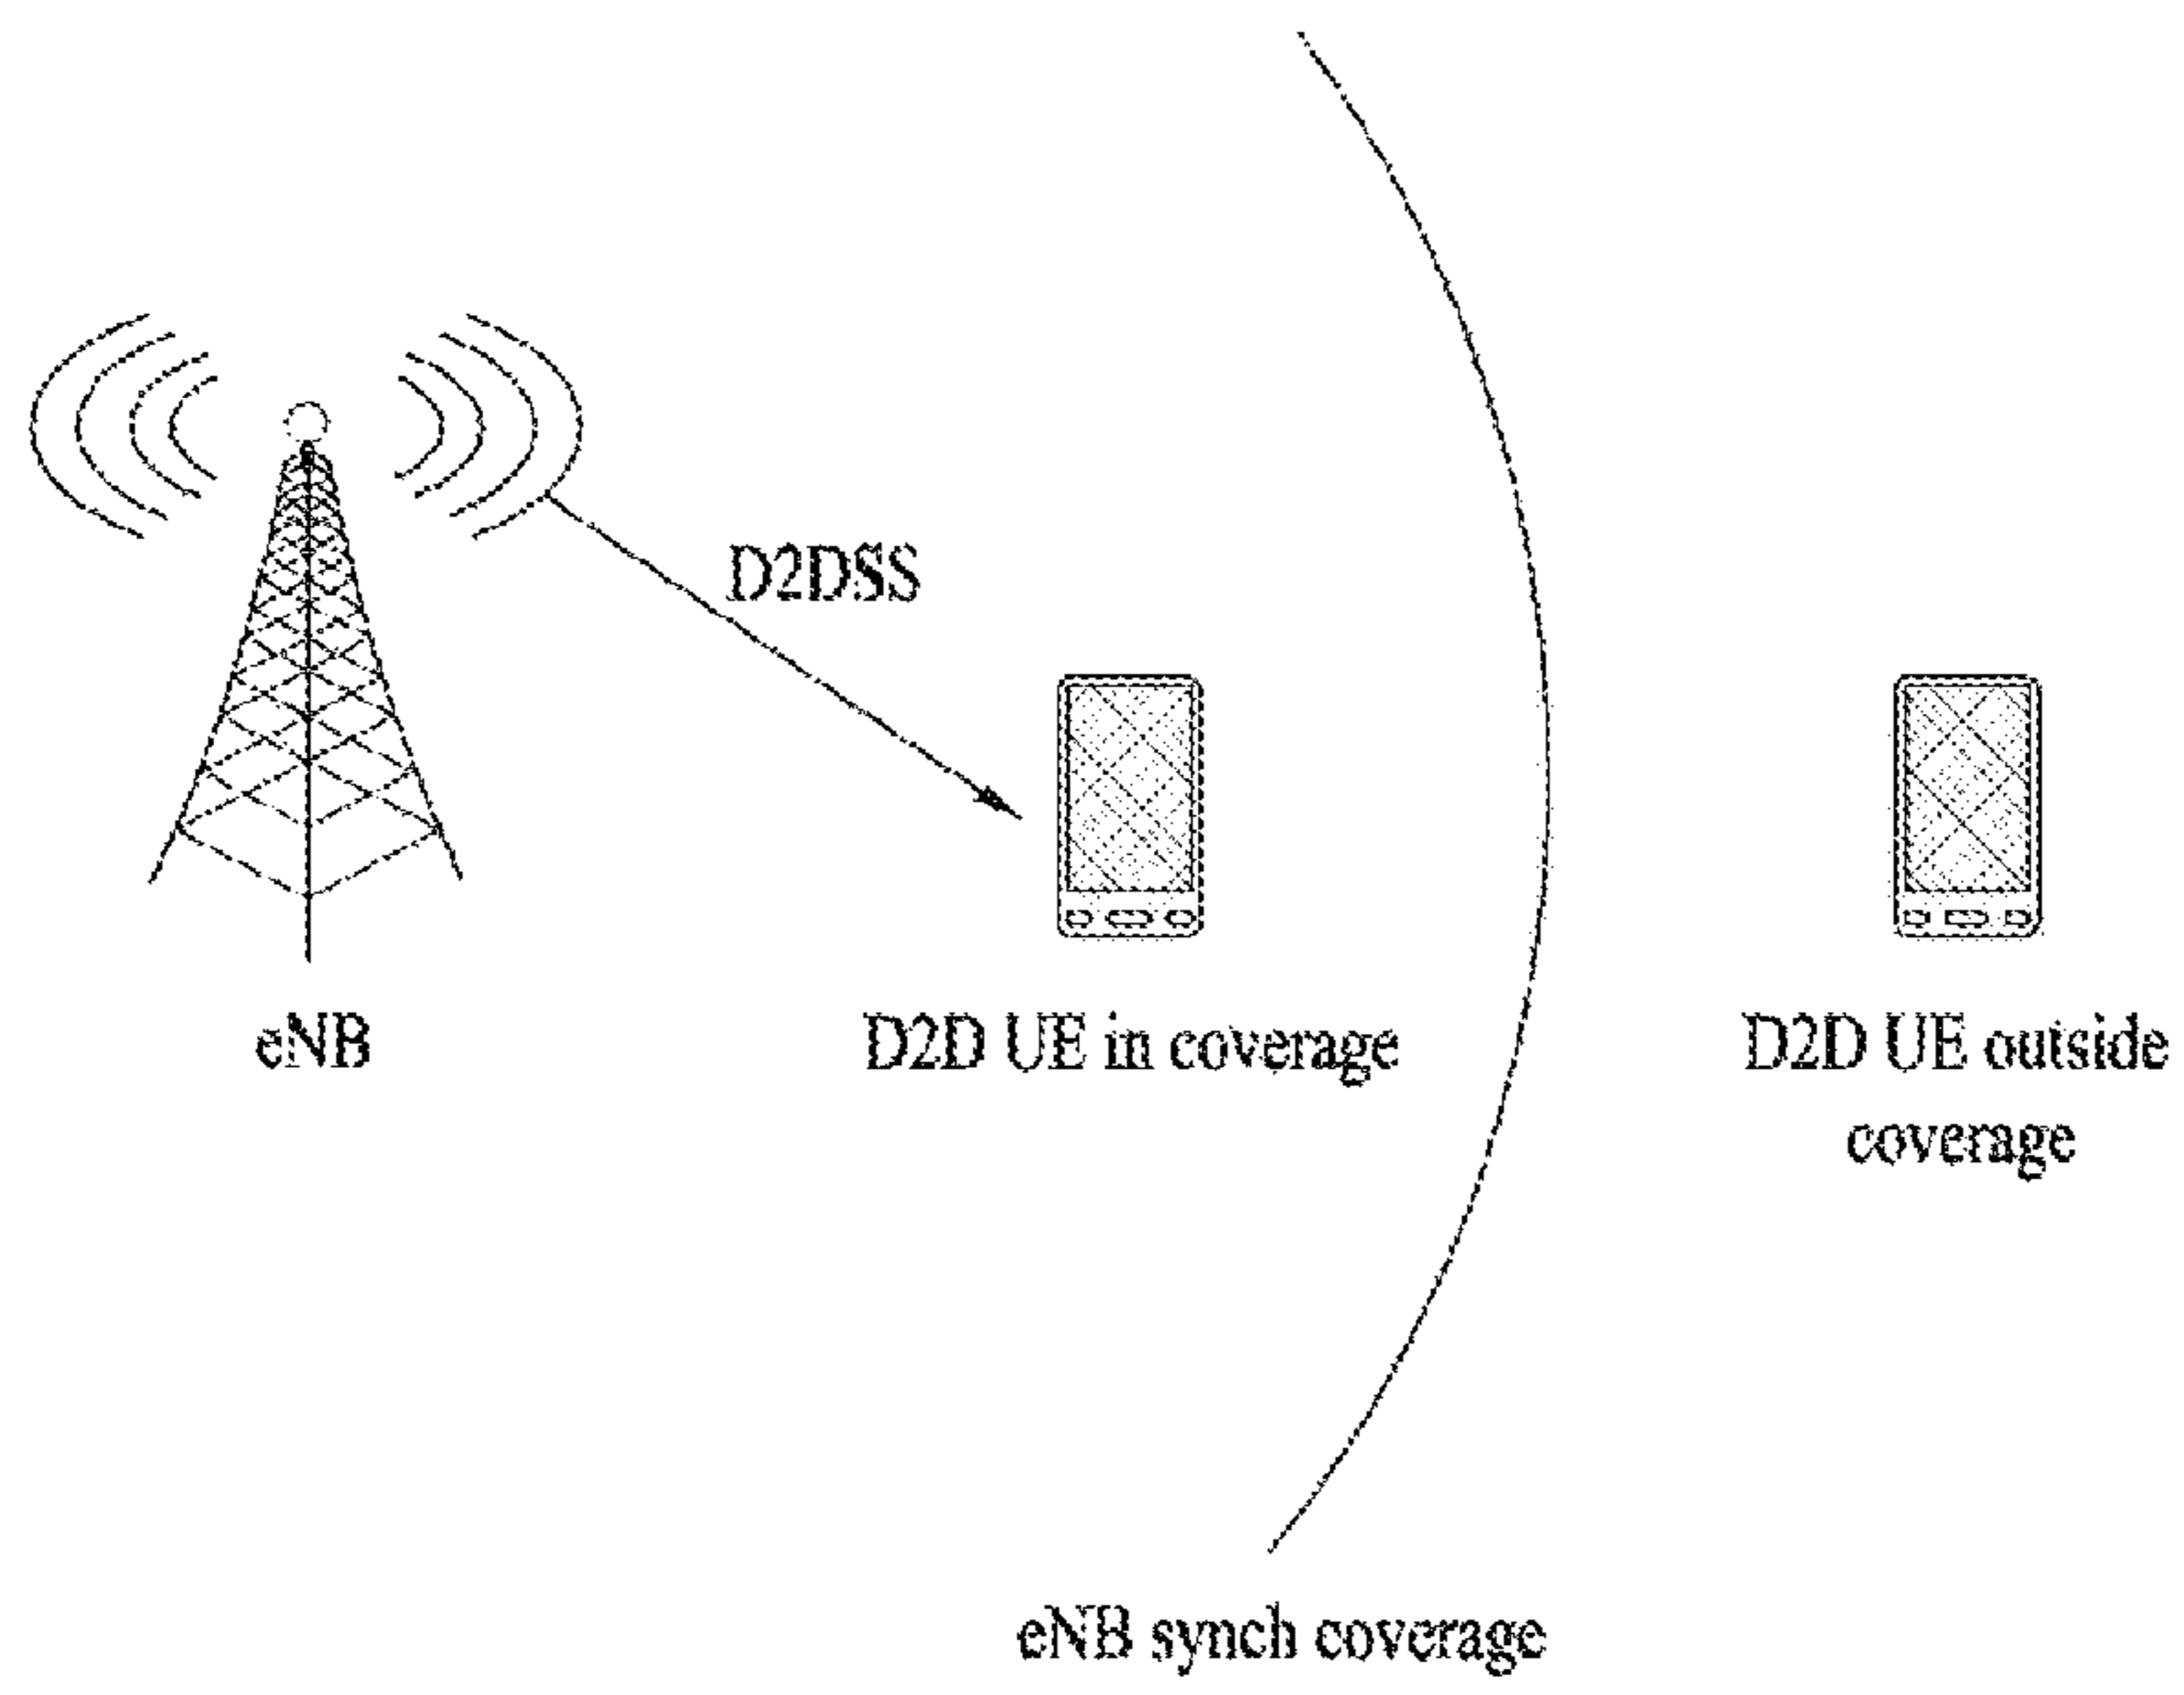 D2DSS
eNB
D2D UE in coverage
D2D UE outside
coverage
eNB synch coverage